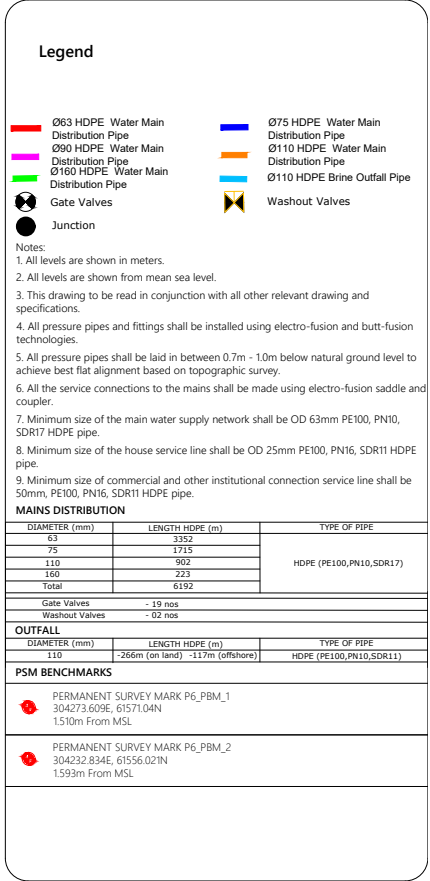 Legend
Ø63 HDPE Water Main
Distribution Pipe
Ø75 HDPE Water Main
Distribution Pipe
Ø90 HDPE Water Main
Distribution Pipe
Ø110 HDPE Water Main
Distribution Pipe
Ø160 HDPE Water Main
Distribution Pipe
Ø110 HDPE Brine Outfall Pipe
Gate Valves
Washout Valves
Junction
Notes:
1. All levels are shown in meters.
2. All levels are shown from mean sea level.
3. This drawing to be read in conjunction with all other relevant drawing and
specifications.
4. All pressure pipes and fittings shall be installed using electro-fusion and butt-fusion
technologies.
5. All pressure pipes shall be laid in between 0.7m - 1.0m below natural ground level to
achieve best flat alignment based on topographic survey.
6. All the service connections to the mains shall be made using electro-fusion saddle and
coupler.
7. Minimum size of the main water supply network shall be OD 63mm PE100, PN10,
SDR17 HDPE pipe.
8. Minimum size of the house service line shall be OD 25mm PE100, PN16, SDR11 HDPE
pipe.
9. Minimum size of commercial and other institutional connection service line shall be
50mm, PE100, PN16, SDR11 HDPE pipe.
MAINS DISTRIBUTION
DIAMETER (mm) LENGTH HDPE (m) TYPE OF PIPE
63 3352
75 1715
110 902 HDPE (PE100,PN10,SDR17)
160 223
Total 6192
Gate Valves - 19 nos
Washout Valves - 02 nos
OUTFALL
DIAMETER (mm) LENGTH HDPE (m) TYPE OF PIPE
110 -266m (on land) -117m (offshore) HDPE (PE100,PN10,SDR11)
PSM BENCHMARKS
PERMANENT SURVEY MARK P6_PBM_1
304273.609E, 61571.04N
1.510m From MSL
PERMANENT SURVEY MARK P6_PBM_2
304232.834E, 61556.021N
1.593m From MSL